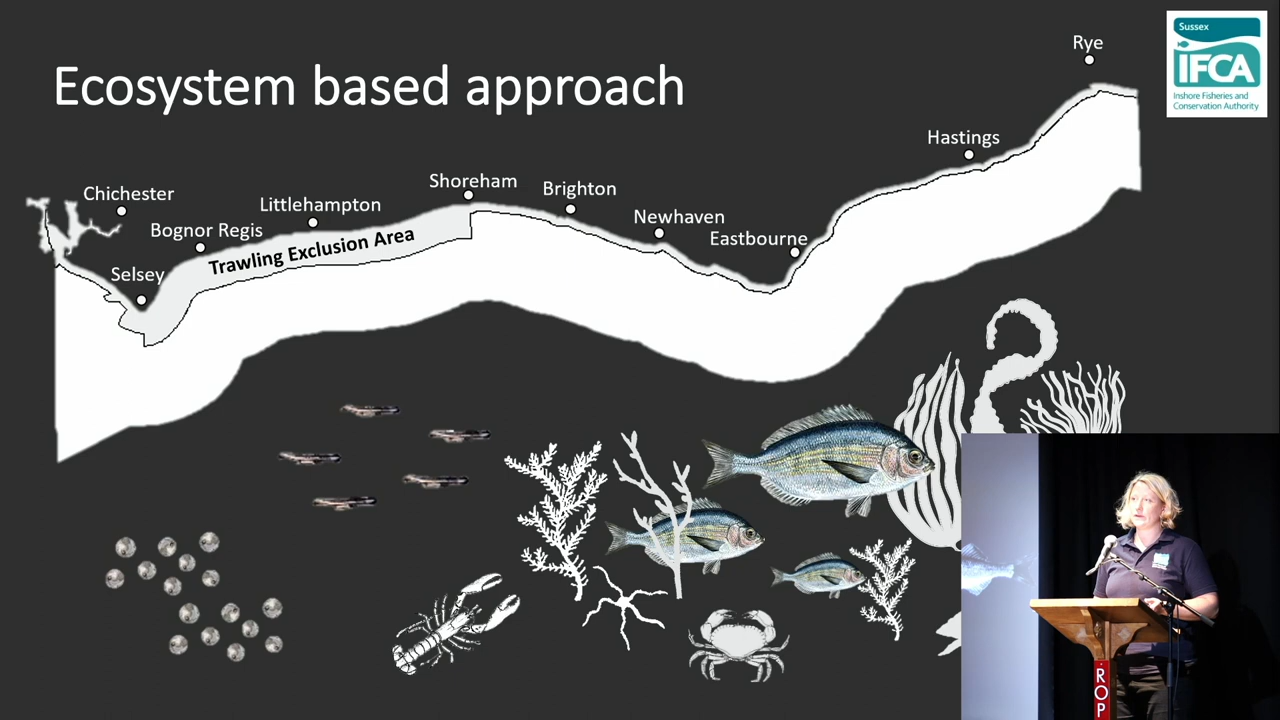 Ecosystem based approach
Rye
Sussex
IFCA
Inshore Fisheries and
Conservation Authority
Hastings
Shoreham
Brighton
Chichester
Littlehampton
Newhaven
Bognor Regis
Eastbourne
Trawling Exclusion Area
Selsey
ROP